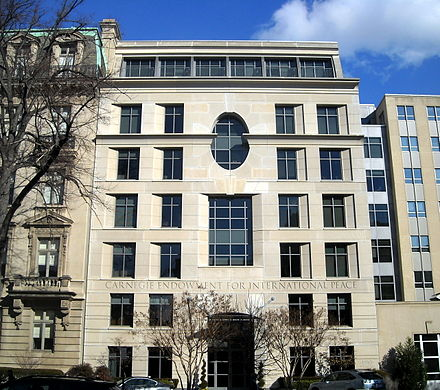 CARNEGIE ENDOWMENT FOR INTERNATIONAL PEACE